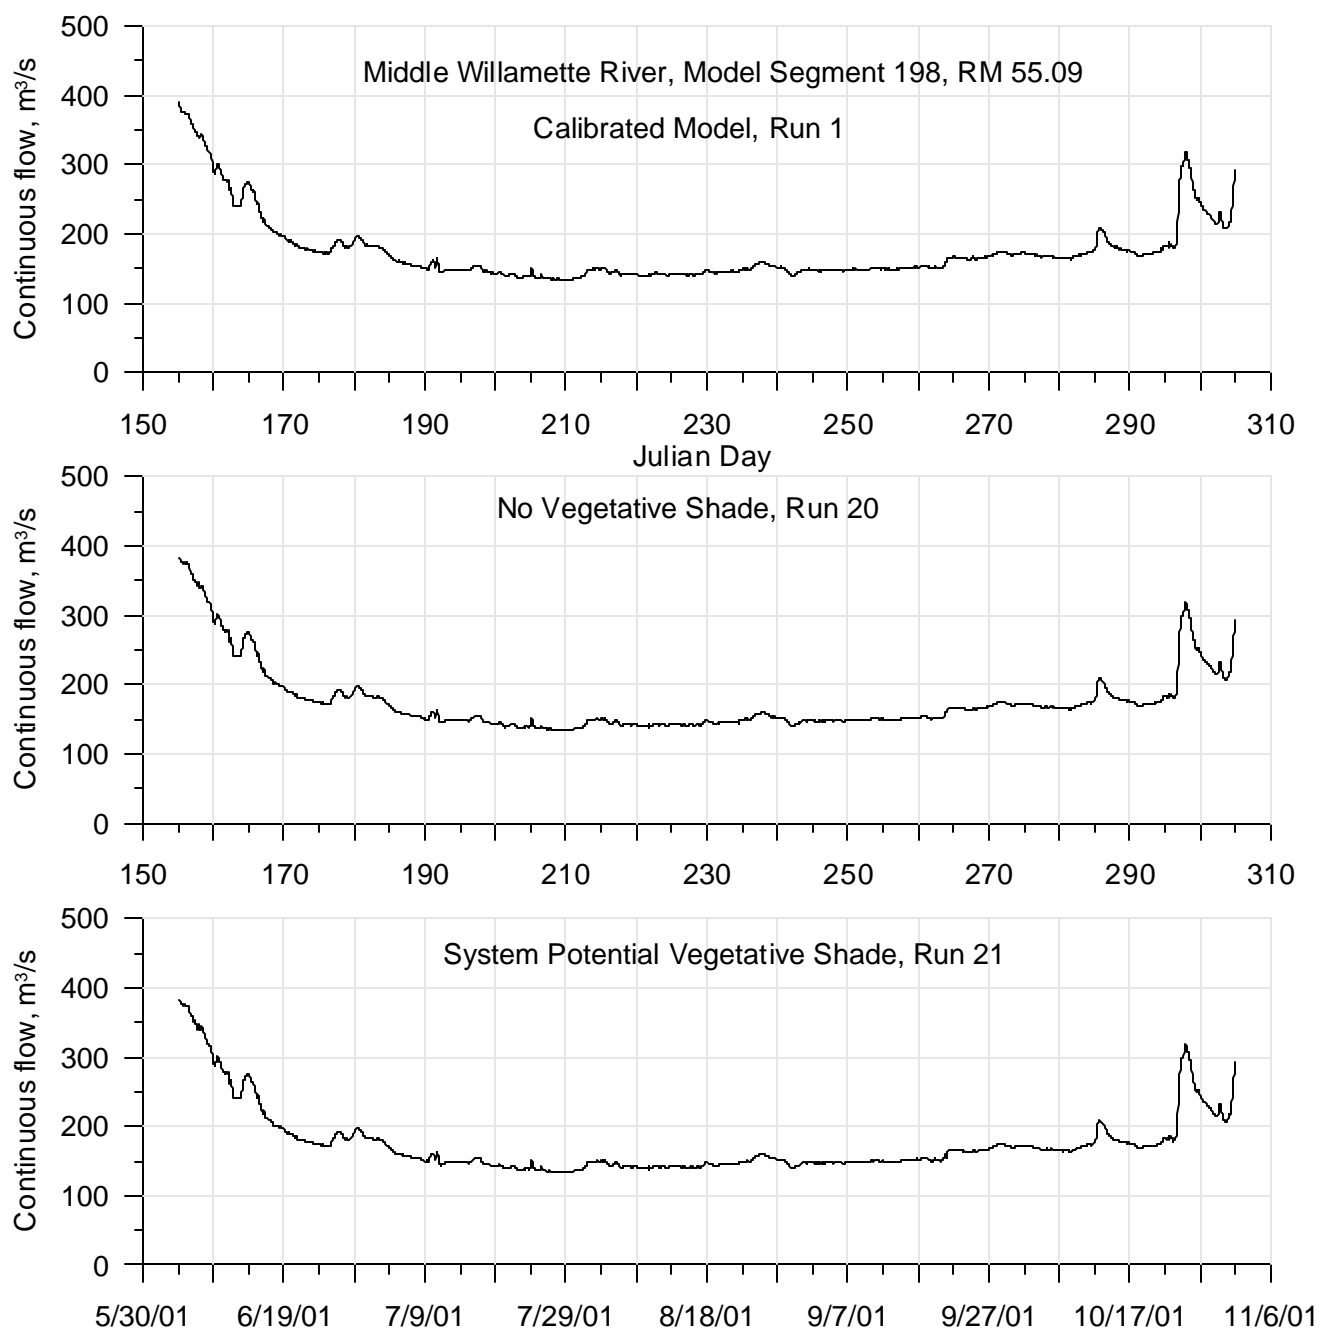 500
Middle Willamette River, Model Segment 198, RM 55.09
400
Calibrated Model, Run 1
300
200
100
0
Continuous flow, m³/s
150 170 190 210 230 250 270 290 310
Julian Day
500
No Vegetative Shade, Run 20
400
300
200
100
0
Continuous flow, m³/s
150 170 190 210 230 250 270 290 310
500
System Potential Vegetative Shade, Run 21
400
300
200
100
0
Continuous flow, m³/s
5/30/01 6/19/01 7/9/01 7/29/01 8/18/01 9/7/01 9/27/01 10/17/01 11/6/01